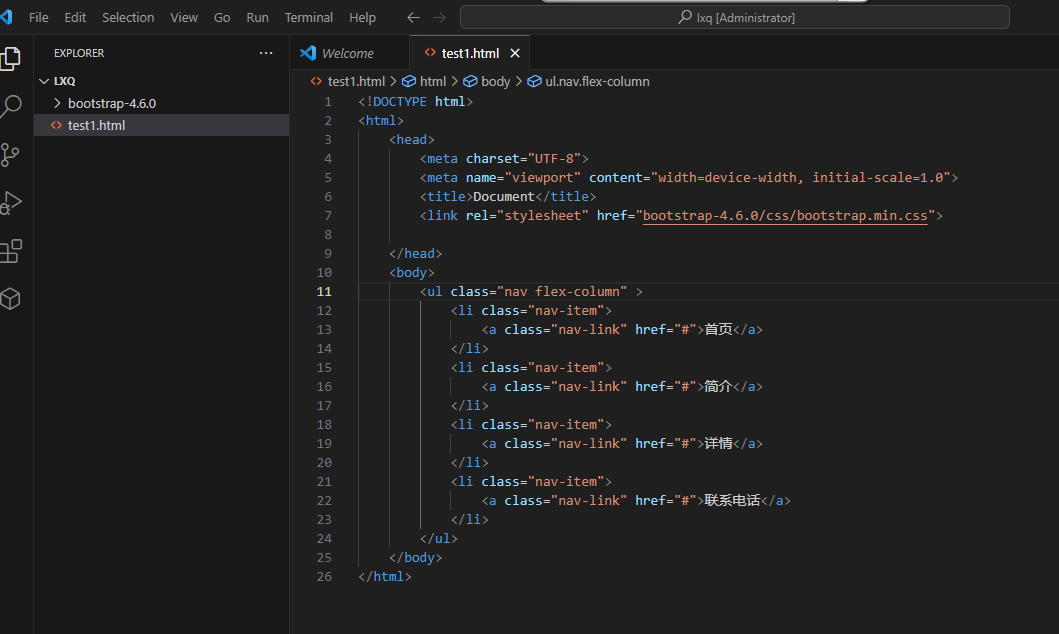 File Edit Selection View Go Run Terminal Help lxq [Administrator]
EXPLORER ···
LXQ
bootstrap-4.6.0
test1.html
Welcome test1.html
test1.html > html > body > ul.nav.flex-column
1 <!DOCTYPE html>
2 <html>
3 <head>
4 <meta charset="UTF-8">
5 <meta name="viewport" content="width=device-width, initial-scale=1.0">
6 <title>Document</title>
7 <link rel="stylesheet" href="bootstrap-4.6.0/css/bootstrap.min.css">
8
9 </head>
10 <body>
11 <ul class="nav flex-column" >
12 <li class="nav-item">
13 <a class="nav-link" href="#">首页</a>
14 </li>
15 <li class="nav-item">
16 <a class="nav-link" href="#">简介</a>
17 </li>
18 <li class="nav-item">
19 <a class="nav-link" href="#">详情</a>
20 </li>
21 <li class="nav-item">
22 <a class="nav-link" href="#">联系电话</a>
23 </li>
24 </ul>
25 </body>
26 </html>